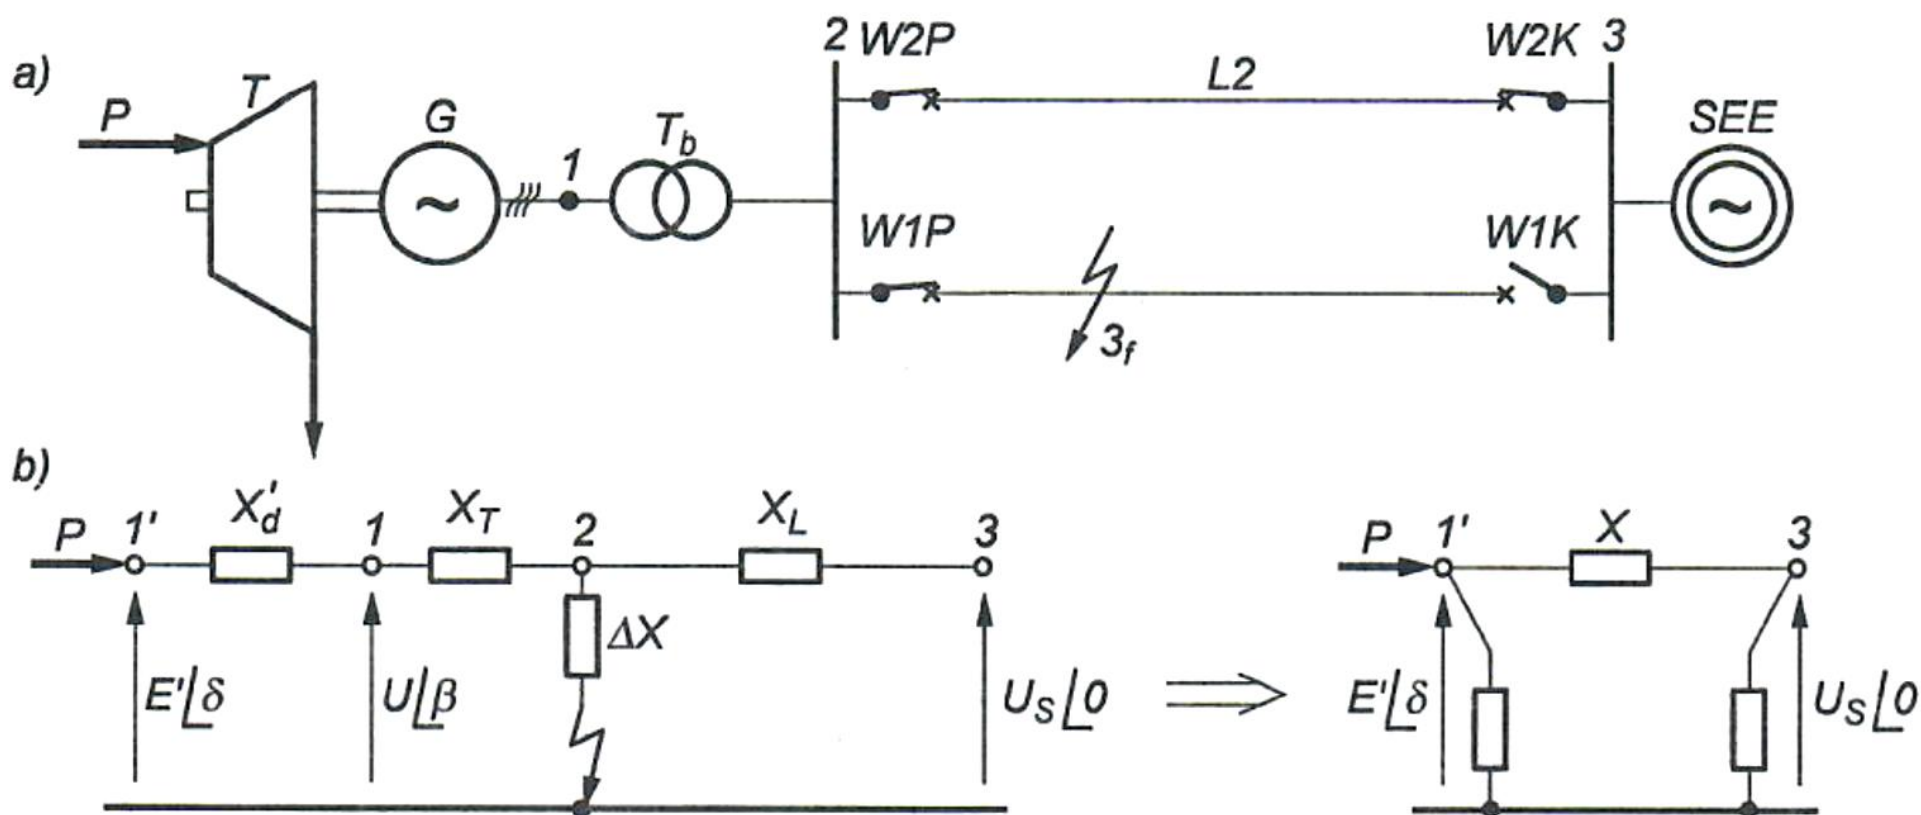 a) P T G 1 T_b 2 W2P L2 W2K 3 SEE
~ W1P 3_f W1K ~
b) P 1' X'_d 1 X_T 2 X_L 3 P 1' X 3
ΔX
E'∠δ U∠β U_S∠0 E'∠δ U_S∠0